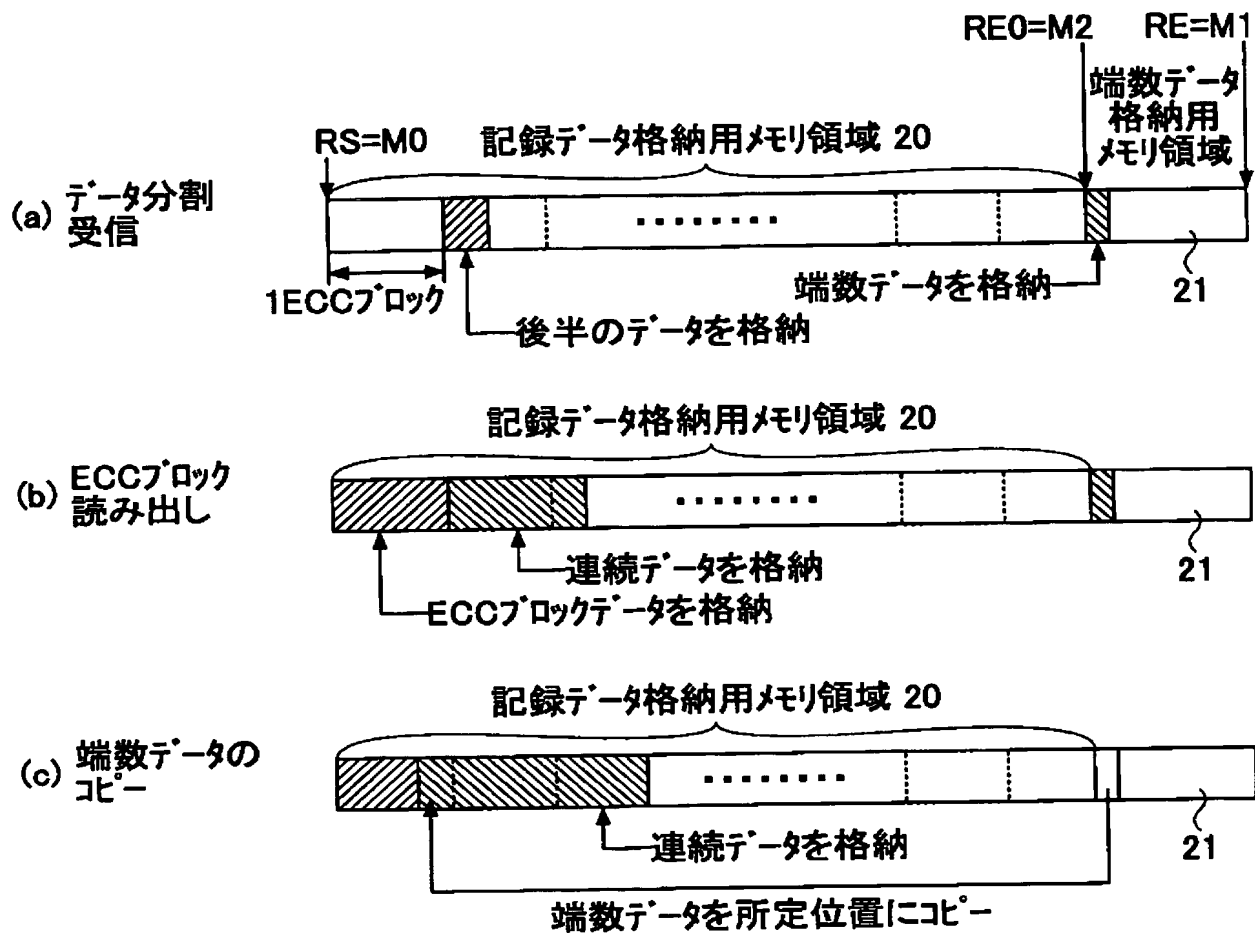 RE0=M2 RE=M1
端数データ
格納用
メモリ領域
RS=M0
記録データ格納用メモリ領域 20
(a) データ分割
受信
1ECCブロック
端数データを格納
21
後半のデータを格納
記録データ格納用メモリ領域 20
(b) ECCブロック
読み出し
連続データを格納
21
ECCブロックデータを格納
記録データ格納用メモリ領域 20
(c) 端数データの
コピー
連続データを格納
21
端数データを所定位置にコピー